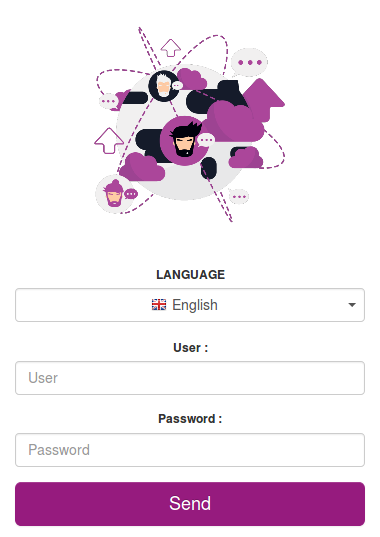 LANGUAGE
English
User :
User
Password :
Password
Send